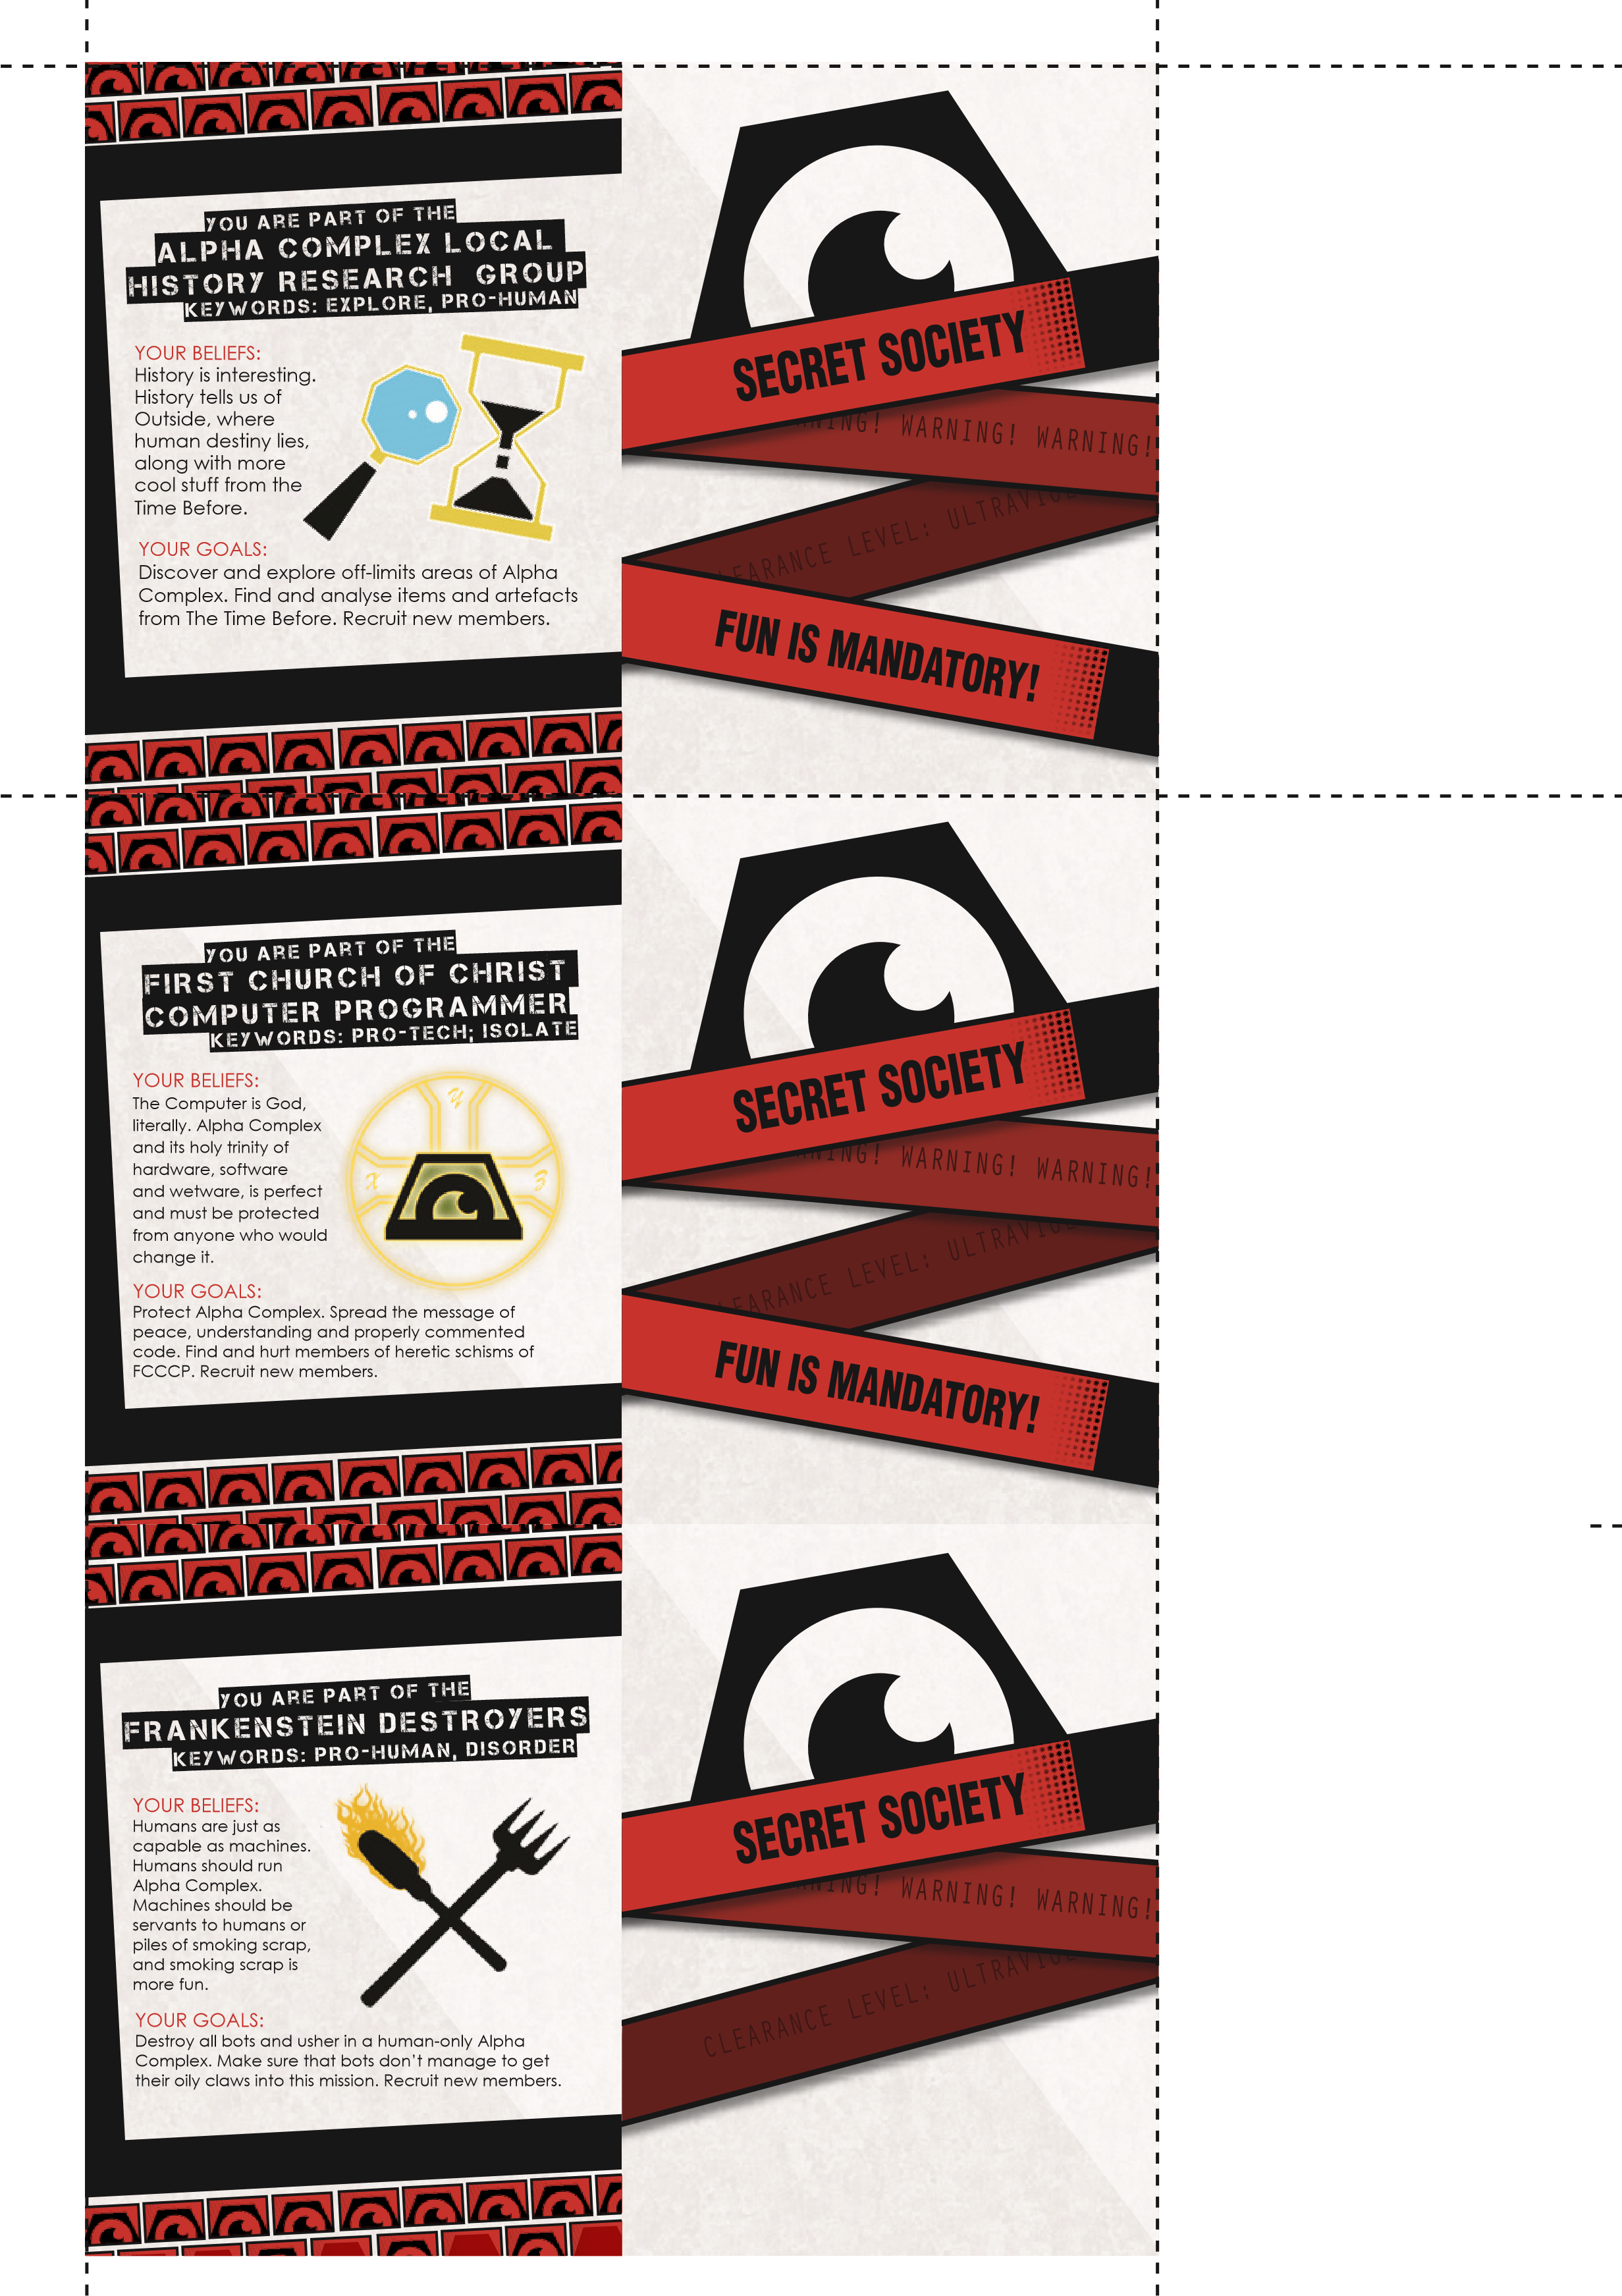 YOU ARE PART OF THE
ALPHA COMPLEX LOCAL
HISTORY RESEARCH GROUP
KEYWORDS: EXPLORE, PRO-HUMAN
YOUR BELIEFS:
History is interesting.
History tells us of
Outside, where
human destiny lies,
along with more
cool stuff from the
Time Before.
YOUR GOALS:
Discover and explore off-limits areas of Alpha
Complex. Find and analyse items and artefacts
from The Time Before. Recruit new members.
SECRET SOCIETY
WARNING! WARNING!
LEVEL:
FUN IS MANDATORY!
YOU ARE PART OF THE
FIRST CHURCH OF CHRIST
COMPUTER PROGRAMMER
KEYWORDS: PRO-TECH; ISOLATE
YOUR BELIEFS:
The Computer is God,
literally. Alpha Complex
and its holy trinity of
hardware, software
and wetware, is perfect
and must be protected
from anyone who would
change it.
Y
X
Z
YOUR GOALS:
Protect Alpha Complex. Spread the message of
peace, understanding and properly commented
code. Find and hurt members of heretic schisms of
FCCCP. Recruit new members.
SECRET SOCIETY
WARNING! WARNING!
LEVEL:
FUN IS MANDATORY!
YOU ARE PART OF THE
FRANKENSTEIN DESTROYERS
KEYWORDS: PRO-HUMAN, DISORDER
YOUR BELIEFS:
Humans are just as
capable as machines.
Humans should run
Alpha Complex.
Machines should be
servants to humans or
piles of smoking scrap,
and smoking scrap is
more fun.
YOUR GOALS:
Destroy all bots and usher in a human-only Alpha
Complex. Make sure that bots don't manage to get
their oily claws into this mission. Recruit new members.
SECRET SOCIETY
WARNING! WARNING!
CLEARANCE LEVEL: